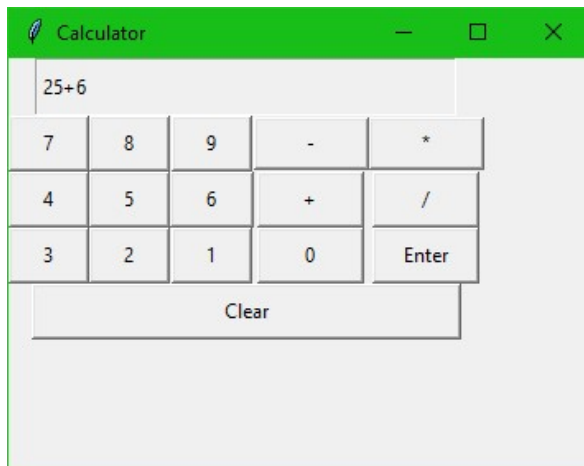 Calculator
25+6
7 8 9 - *
4 5 6 + /
3 2 1 0 Enter
Clear